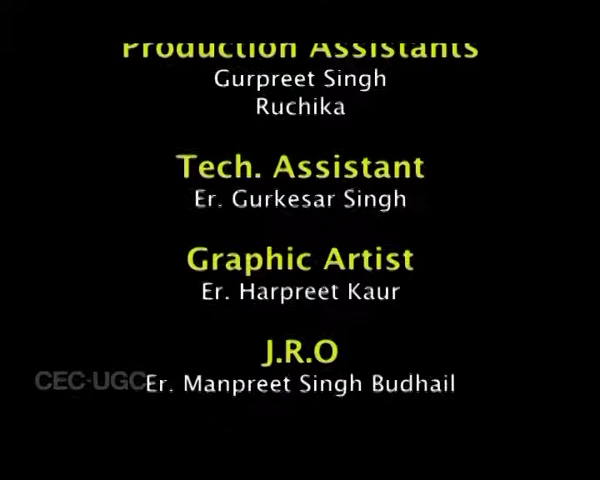 Production Assistants
Gurpreet Singh
Ruchika
Tech. Assistant
Er. Gurkesar Singh
Graphic Artist
Er. Harpreet Kaur
J.R.O
CEC-UGC
Er. Manpreet Singh Budhail